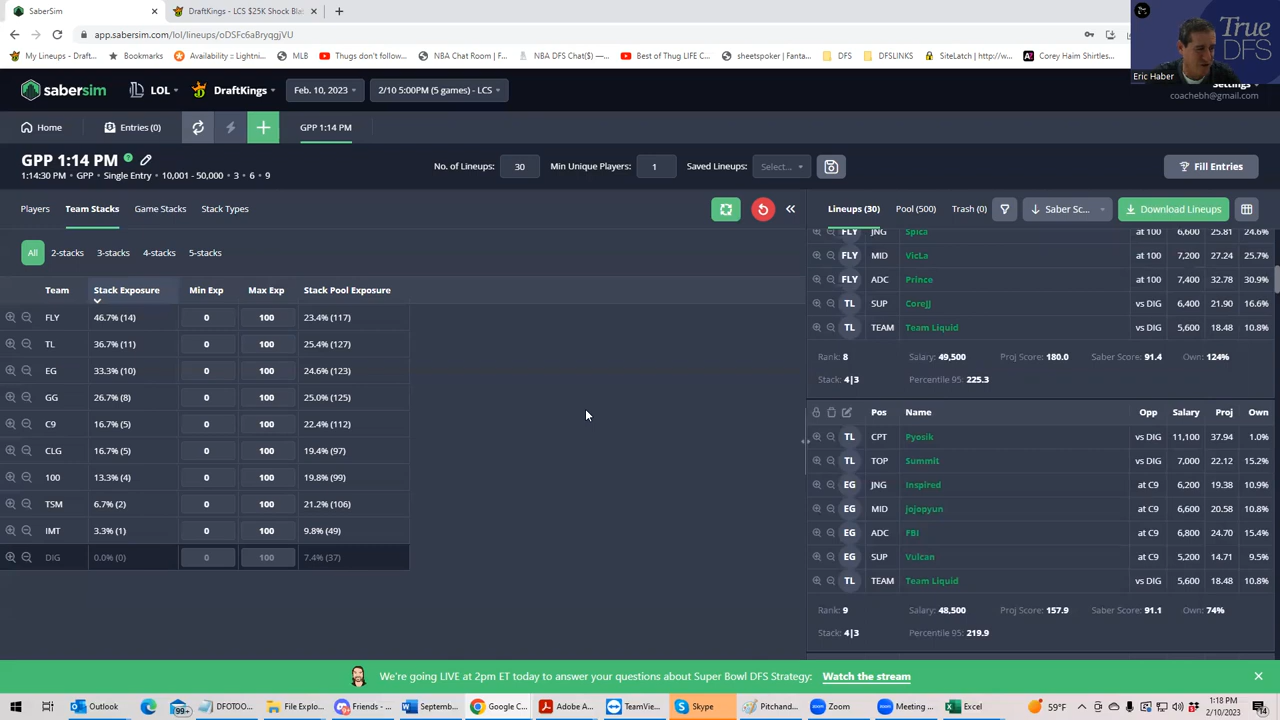 SaberSim
DraftKings - LCS $25K Shock Bla
app.sabersim.com/lol/lineups/oDSFc6aBryqgjVU
My Lineups - Draft
Bookmarks
Availability = Lightnin
MLB
Thugs don't follow...
NBA Chat Room / F...
NBA DFS Chat($) — X...
Best of Thug LIFE C...
sheetspoker | Fanta...
DFS
DFSLINKS
SiteLatch | http://w...
Corey Haim Shirtles...
True
DFS
Eric Haber
sabersim
LOL
DraftKings
Feb. 10, 2023
2/10 5:00PM (5 games) - LCS
Settings
coachebh@gmail.com
Home
Entries (0)
GPP 1:14 PM
GPP 1:14 PM
1:14:30 PM • GPP • Single Entry • 10,001 - 50,000 • 3 • 6 • 9
No. of Lineups: 30
Min Unique Players: 1
Saved Lineups: Select...
Fill Entries
Players
Team Stacks
Game Stacks
Stack Types
Lineups (30)
Pool (500)
Trash (0)
Saber Sc...
Download Lineups
All
2-stacks
3-stacks
4-stacks
5-stacks
Team Stack Exposure Min Exp Max Exp Stack Pool Exposure
FLY 46.7% (14) 0 100 23.4% (117)
TL 36.7% (11) 0 100 25.4% (127)
EG 33.3% (10) 0 100 24.6% (123)
GG 26.7% (8) 0 100 25.0% (125)
C9 16.7% (5) 0 100 22.4% (112)
CLG 16.7% (5) 0 100 19.4% (97)
100 13.3% (4) 0 100 19.8% (99)
TSM 6.7% (2) 0 100 21.2% (106)
IMT 3.3% (1) 0 100 9.8% (49)
DIG 0.0% (0) 0 100 7.4% (37)
FLY JNG Spica at 100 6,600 25.81 24.6%
FLY MID VicLa at 100 7,200 27.24 25.7%
FLY ADC Prince at 100 7,400 32.78 30.9%
TL SUP CoreJJ vs DIG 6,400 21.90 16.6%
TL TEAM Team Liquid vs DIG 5,600 18.48 10.8%
Rank: 8 Salary: 49,500 Proj Score: 180.0 Saber Score: 91.4 Own: 124%
Stack: 4|3 Percentile 95: 225.3
Pos Name Opp Salary Proj Own
TL CPT Pyosik vs DIG 11,100 37.94 1.0%
TL TOP Summit vs DIG 7,000 22.12 15.2%
EG JNG Inspired at C9 6,200 19.38 10.9%
EG MID jojopyun at C9 6,600 20.58 10.8%
EG ADC FBI at C9 6,800 24.70 15.4%
EG SUP Vulcan at C9 5,200 14.71 9.5%
TL TEAM Team Liquid vs DIG 5,600 18.48 10.8%
Rank: 9 Salary: 48,500 Proj Score: 157.9 Saber Score: 91.1 Own: 74%
Stack: 4|3 Percentile 95: 219.9
We're going LIVE at 2pm ET today to answer your questions about Super Bowl DFS Strategy: Watch the stream
Outlook
99+
DFOTOO...
File Explo...
Friends - ...
Septemb...
Google C...
Adobe A...
TeamVie...
Skype
Pitchand...
Zoom
Meeting ...
Excel
59°F
1:18 PM
2/10/2023